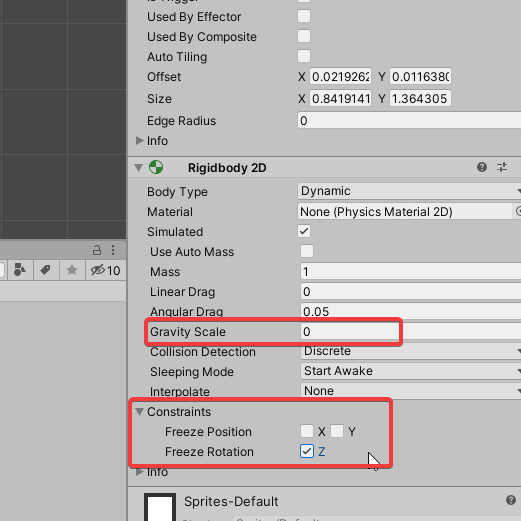 Used By Effector
Used By Composite
Auto Tiling
Offset X 0.0219262 Y 0.0116380
Size X 0.8419141 Y 1.364305
Edge Radius 0
Info
Rigidbody 2D
Body Type Dynamic
Material None (Physics Material 2D)
Simulated
Use Auto Mass
Mass 1
Linear Drag 0
Angular Drag 0.05
10
Gravity Scale 0
Collision Detection Discrete
Sleeping Mode Start Awake
Interpolate None
Constraints
Freeze Position X Y
Freeze Rotation Z
Info
Sprites-Default